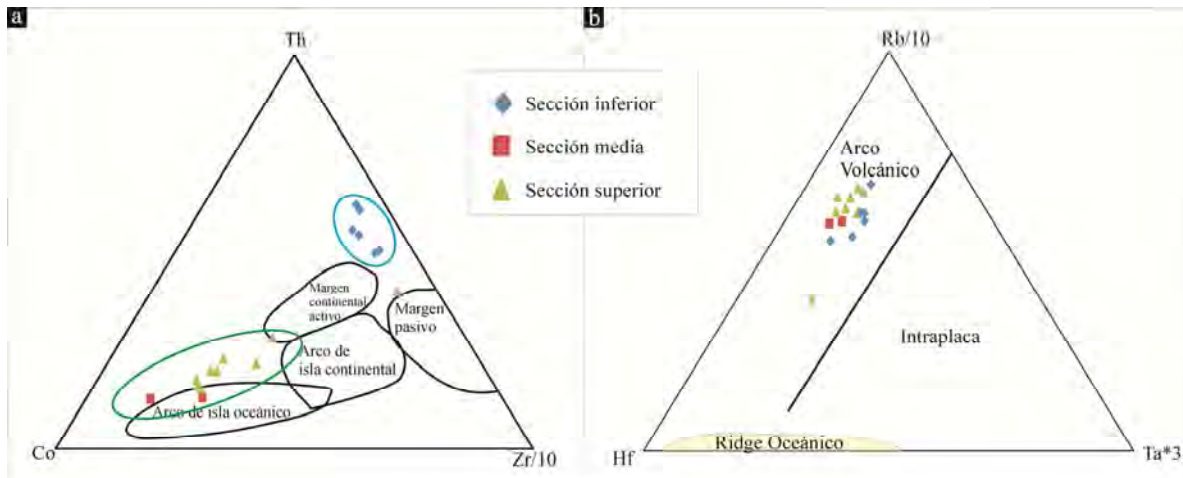 a
Th
Margen
continental
activo
Margen
pasivo
Arco de
isla continental
Arco de isla oceánico
Co
Zr/10
Sección inferior
Sección media
Sección superior
b
Rb/10
Arco
Volcánico
Intraplaca
Ridge Oceánico
Hf
Ta*3